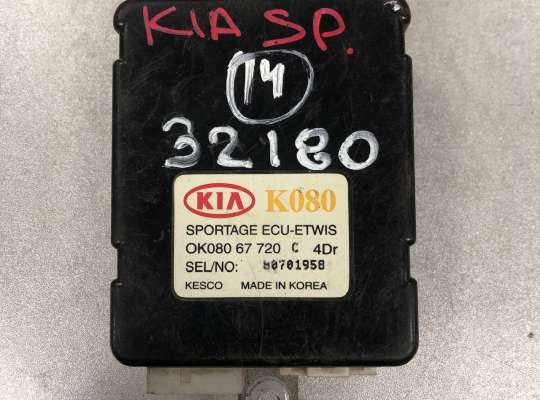 KIA SP.
14
32180
KIA K080
SPORTAGE ECU-ETWIS
OK080 67 720 C 4Dr
SEL/NO: 80701958
KESCO MADE IN KOREA